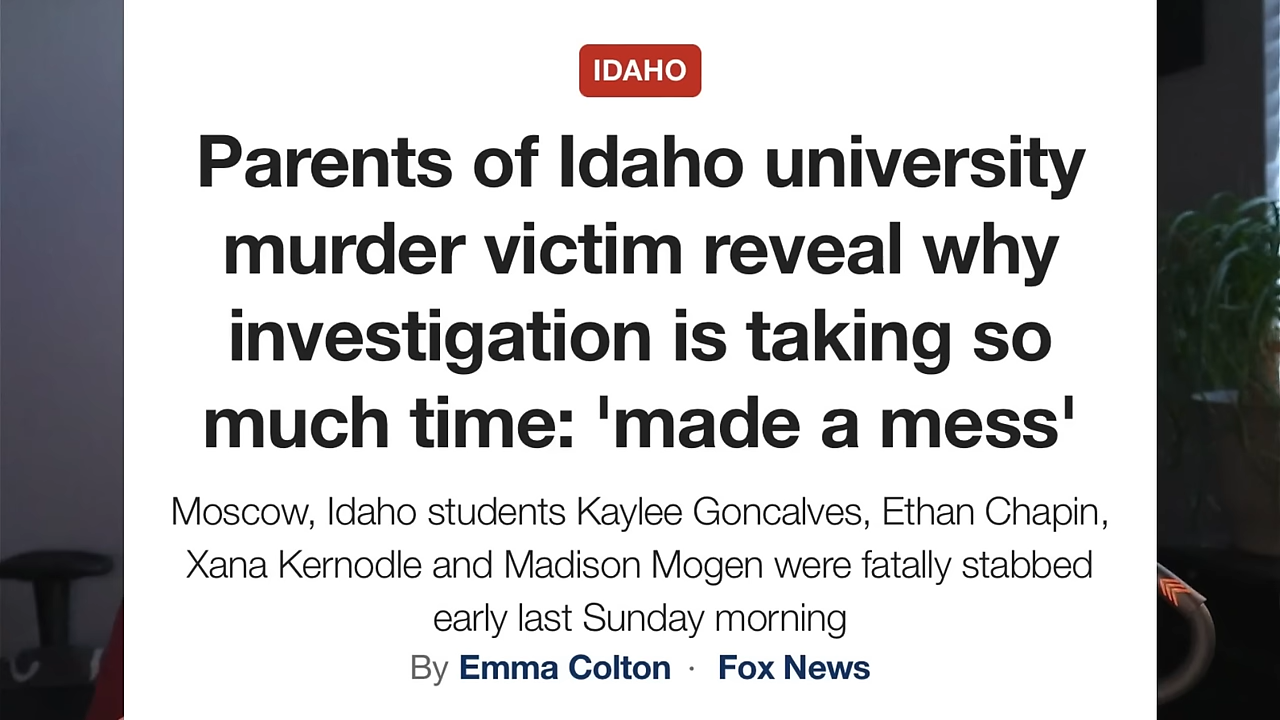 IDAHO
Parents of Idaho university
murder victim reveal why
investigation is taking so
much time: 'made a mess'
Moscow, Idaho students Kaylee Goncalves, Ethan Chapin,
Xana Kernodle and Madison Mogen were fatally stabbed
early last Sunday morning
By Emma Colton · Fox News